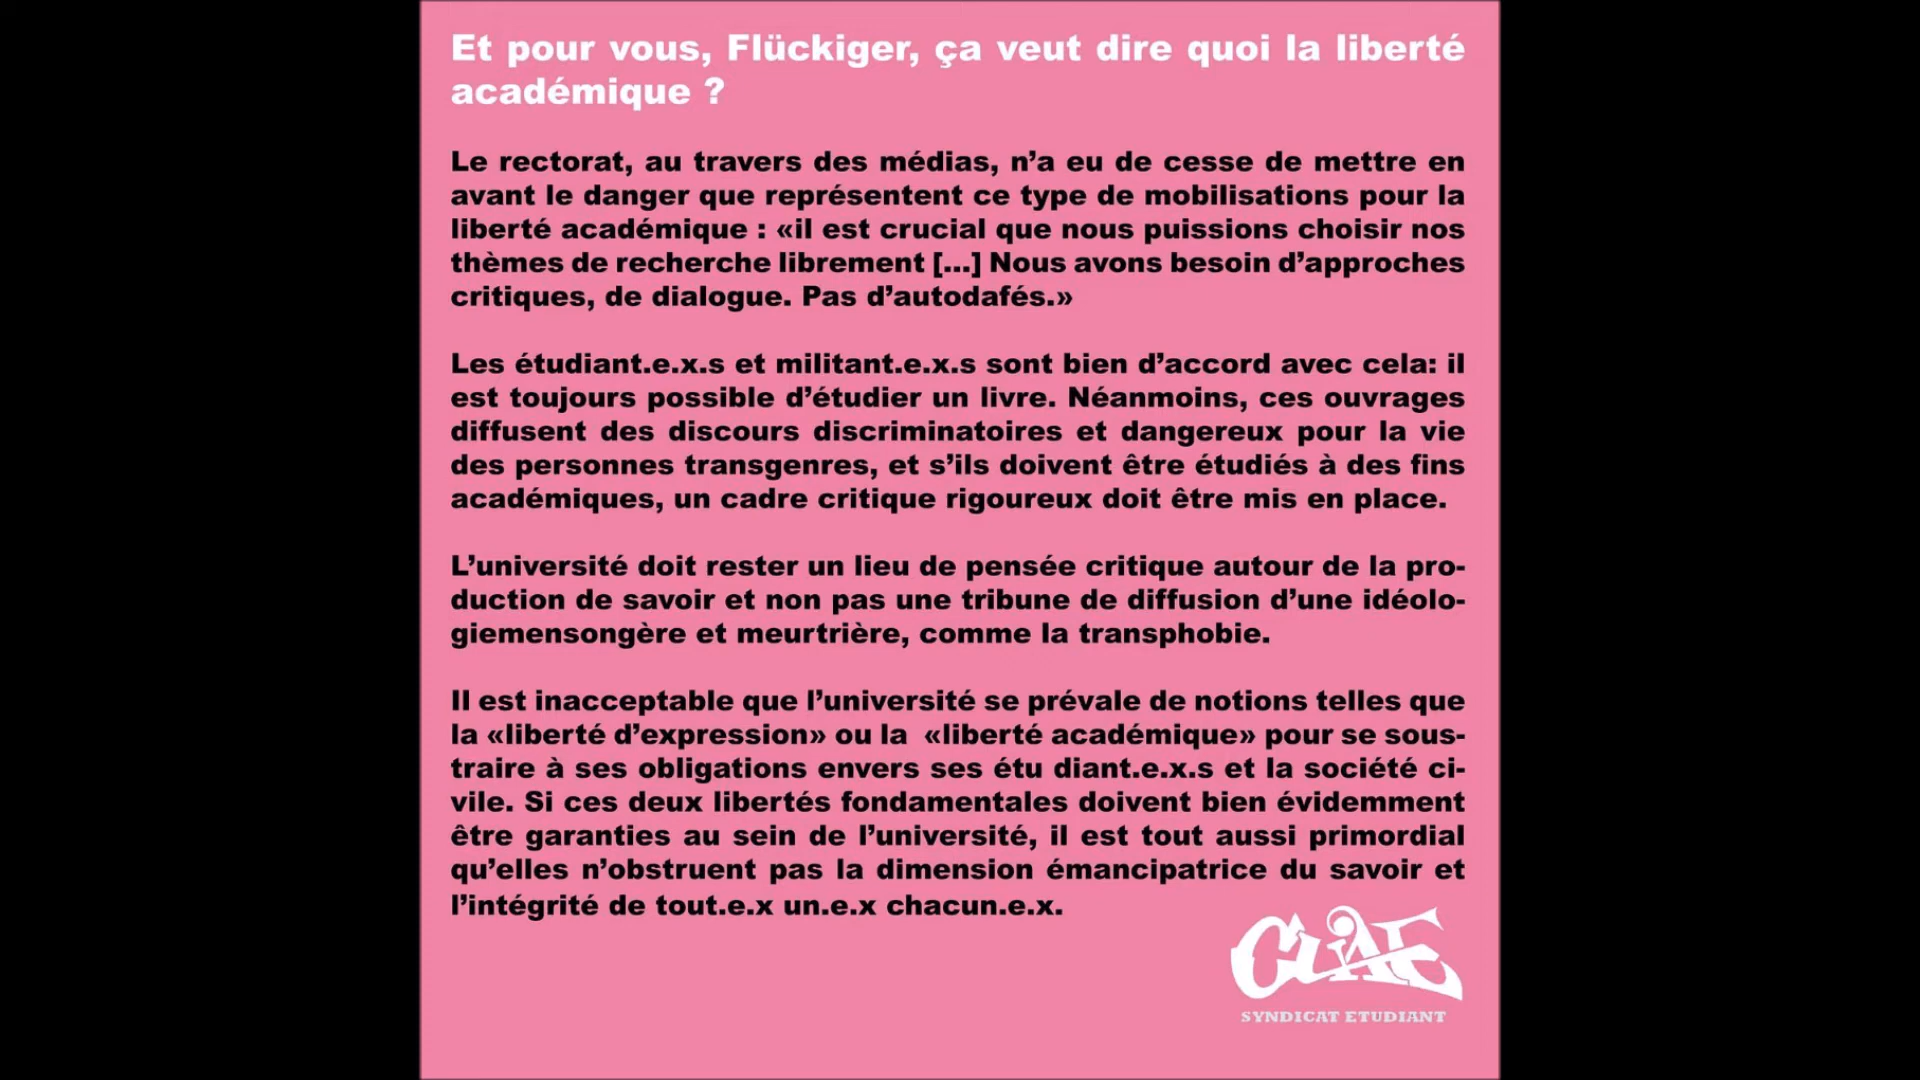 Et pour vous, Flückiger, ça veut dire quoi la liberté
académique ?
Le rectorat, au travers des médias, n’a eu de cesse de mettre en
avant le danger que représentent ce type de mobilisations pour la
liberté académique : «il est crucial que nous puissions choisir nos
thèmes de recherche librement [...] Nous avons besoin d’approches
critiques, de dialogue. Pas d’autodafés.»
Les étudiant.e.x.s et militant.e.x.s sont bien d’accord avec cela: il
est toujours possible d’étudier un livre. Néanmoins, ces ouvrages
diffusent des discours discriminatoires et dangereux pour la vie
des personnes transgenres, et s’ils doivent être étudiés à des fins
académiques, un cadre critique rigoureux doit être mis en place.
L’université doit rester un lieu de pensée critique autour de la pro-
duction de savoir et non pas une tribune de diffusion d’une idéolo-
giemensongère et meurtrière, comme la transphobie.
Il est inacceptable que l’université se prévale de notions telles que
la «liberté d’expression» ou la «liberté académique» pour se sous-
traire à ses obligations envers ses étu diant.e.x.s et la société ci-
vile. Si ces deux libertés fondamentales doivent bien évidemment
être garanties au sein de l’université, il est tout aussi primordial
qu’elles n’obstruent pas la dimension émancipatrice du savoir et
l’intégrité de tout.e.x un.e.x chacun.e.x.
CUAE
SYNDICAT ETUDIANT